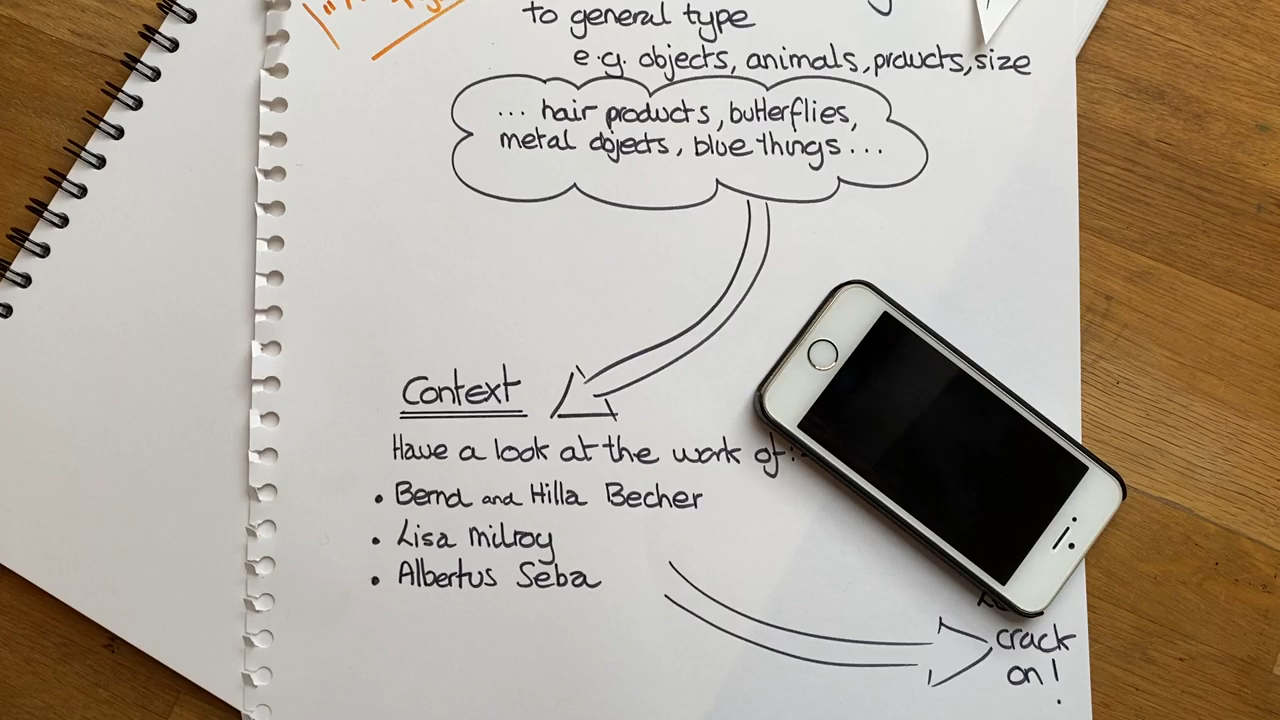 to general type
e.g. objects, animals, products, size
... hair products, butterflies,
metal objects, blue things ...
Context
Have a look at the work of:-
• Bernd and Hilla Becher
• Lisa Milroy
• Albertus Seba
crack
on!